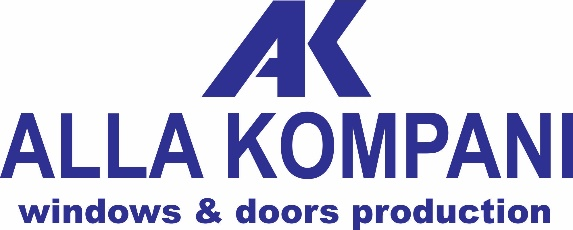 AK
ALLA KOMPANI
windows & doors production